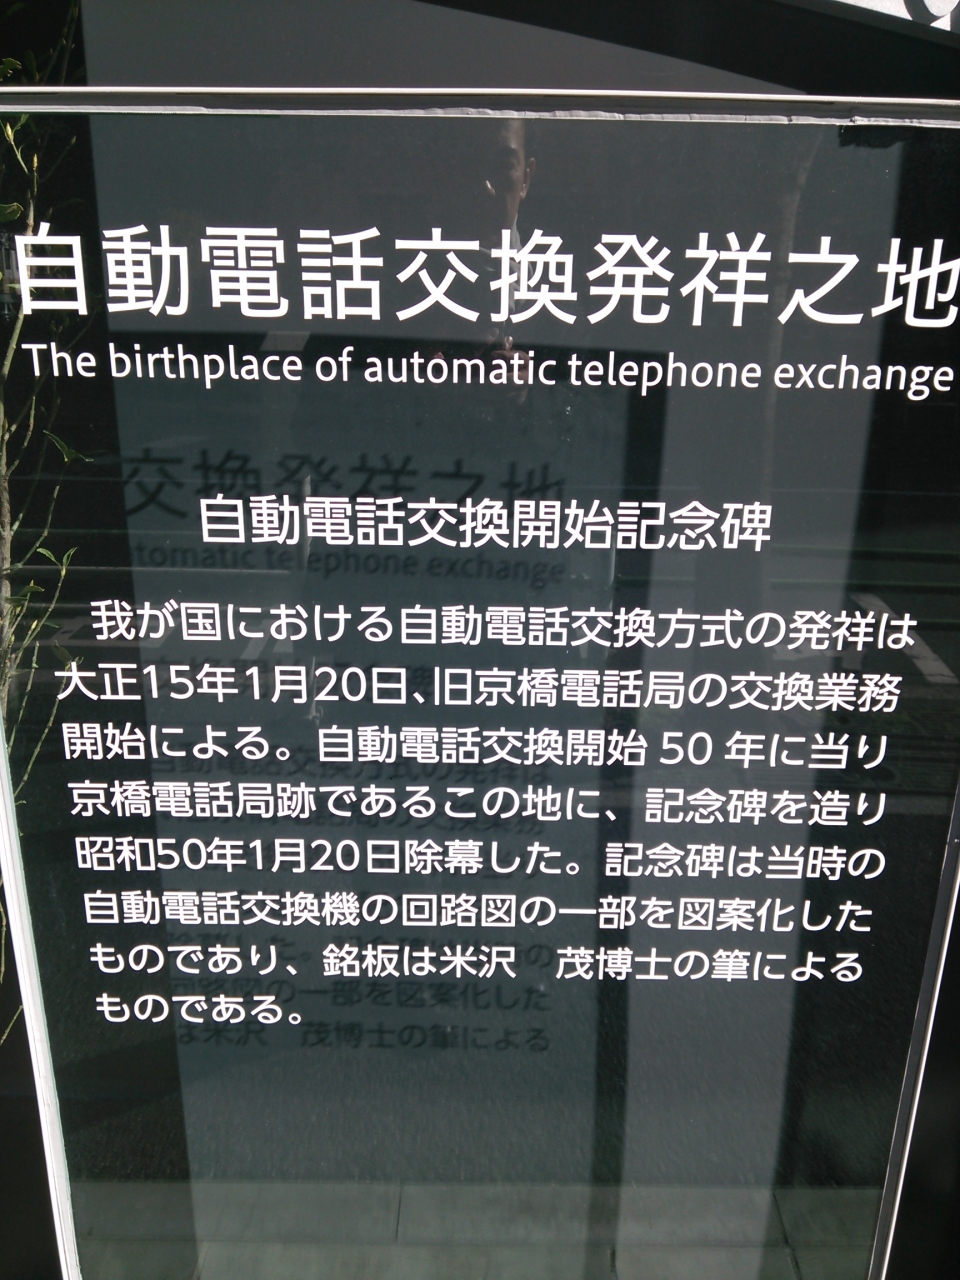 自動電話交換発祥之地
The birthplace of automatic telephone exchange
自動電話交換開始記念碑
我が国における自動電話交換方式の発祥は
大正15年1月20日、旧京橋電話局の交換業務
開始による。自動電話交換開始 50 年に当り
京橋電話局跡であるこの地に、記念碑を造り
昭和50年1月20日除幕した。記念碑は当時の
自動電話交換機の回路図の一部を図案化した
ものであり、銘板は米沢　茂博士の筆による
ものである。